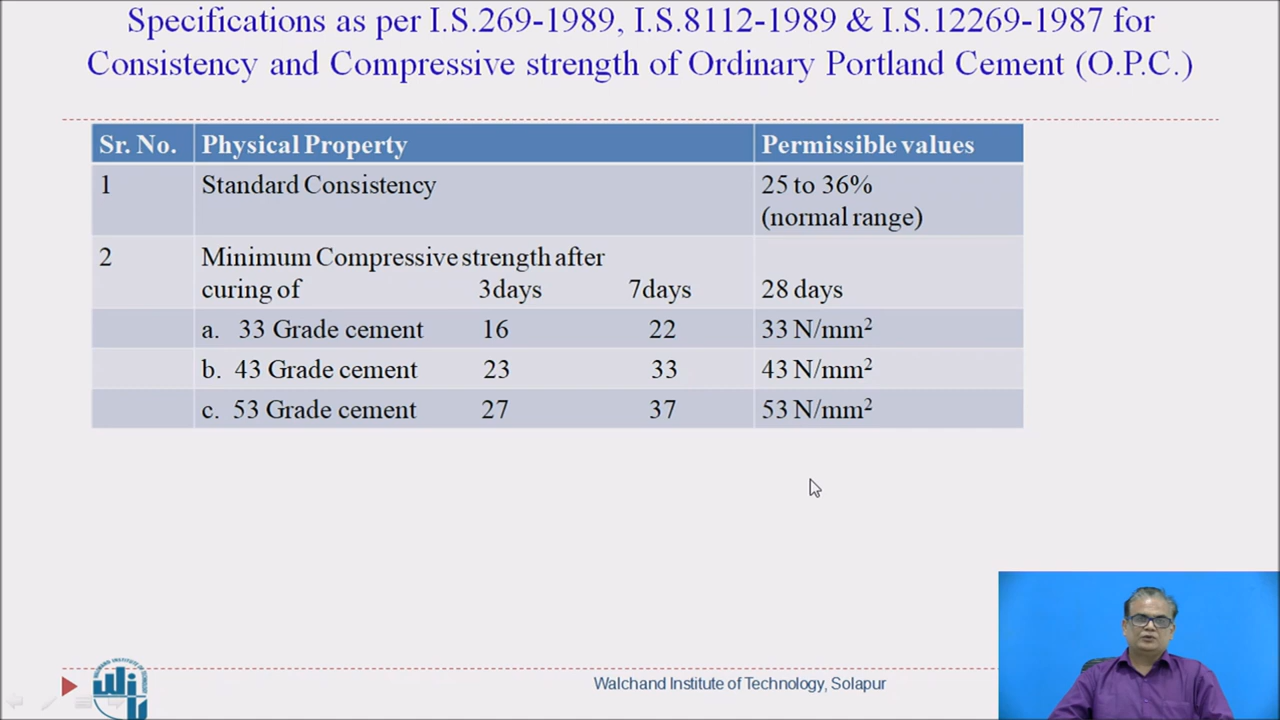 Specifications as per I.S.269-1989, I.S.8112-1989 & I.S.12269-1987 for
Consistency and Compressive strength of Ordinary Portland Cement (O.P.C.)
Sr. No. Physical Property Permissible values
1 Standard Consistency 25 to 36%
(normal range)
2 Minimum Compressive strength after
curing of 3days 7days 28 days
a. 33 Grade cement 16 22 33 N/mm²
b. 43 Grade cement 23 33 43 N/mm²
c. 53 Grade cement 27 37 53 N/mm²
Walchand Institute of Technology, Solapur